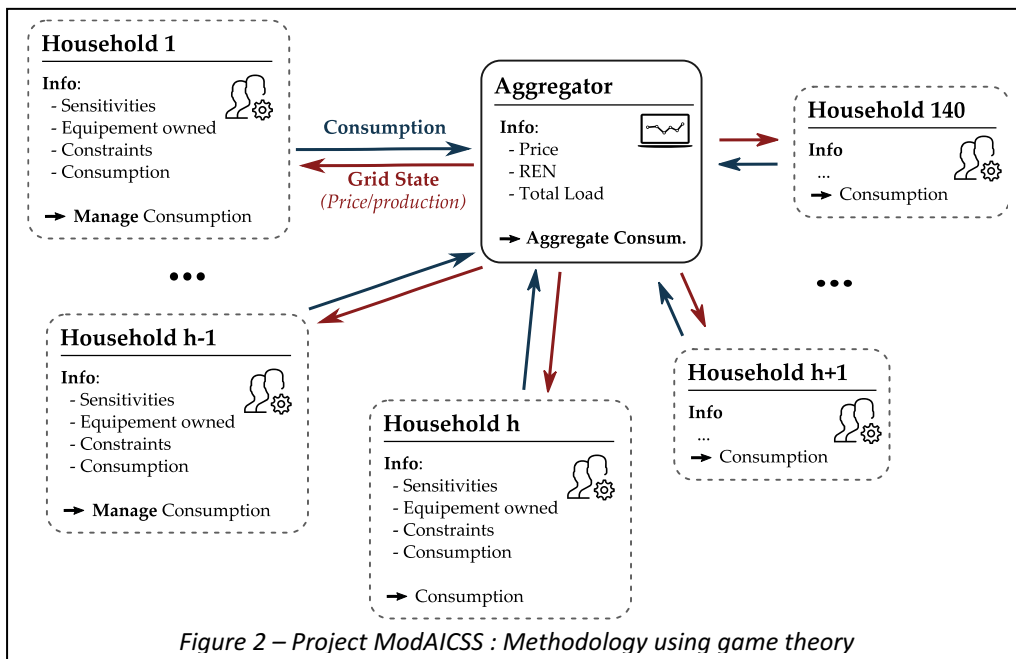 Household 1
Info:
- Sensitivities
- Equipement owned
- Constraints
- Consumption
➔ Manage Consumption
Consumption
Grid State
(Price/production)
Aggregator
Info:
- Price
- REN
- Total Load
➔ Aggregate Consum.
Household 140
Info
...
➔ Consumption
...
...
Household h-1
Info:
- Sensitivities
- Equipement owned
- Constraints
- Consumption
➔ Manage Consumption
Household h
Info:
- Sensitivities
- Equipement owned
- Constraints
- Consumption
➔ Consumption
Household h+1
Info
...
➔ Consumption
Figure 2 – Project ModAICSS : Methodology using game theory